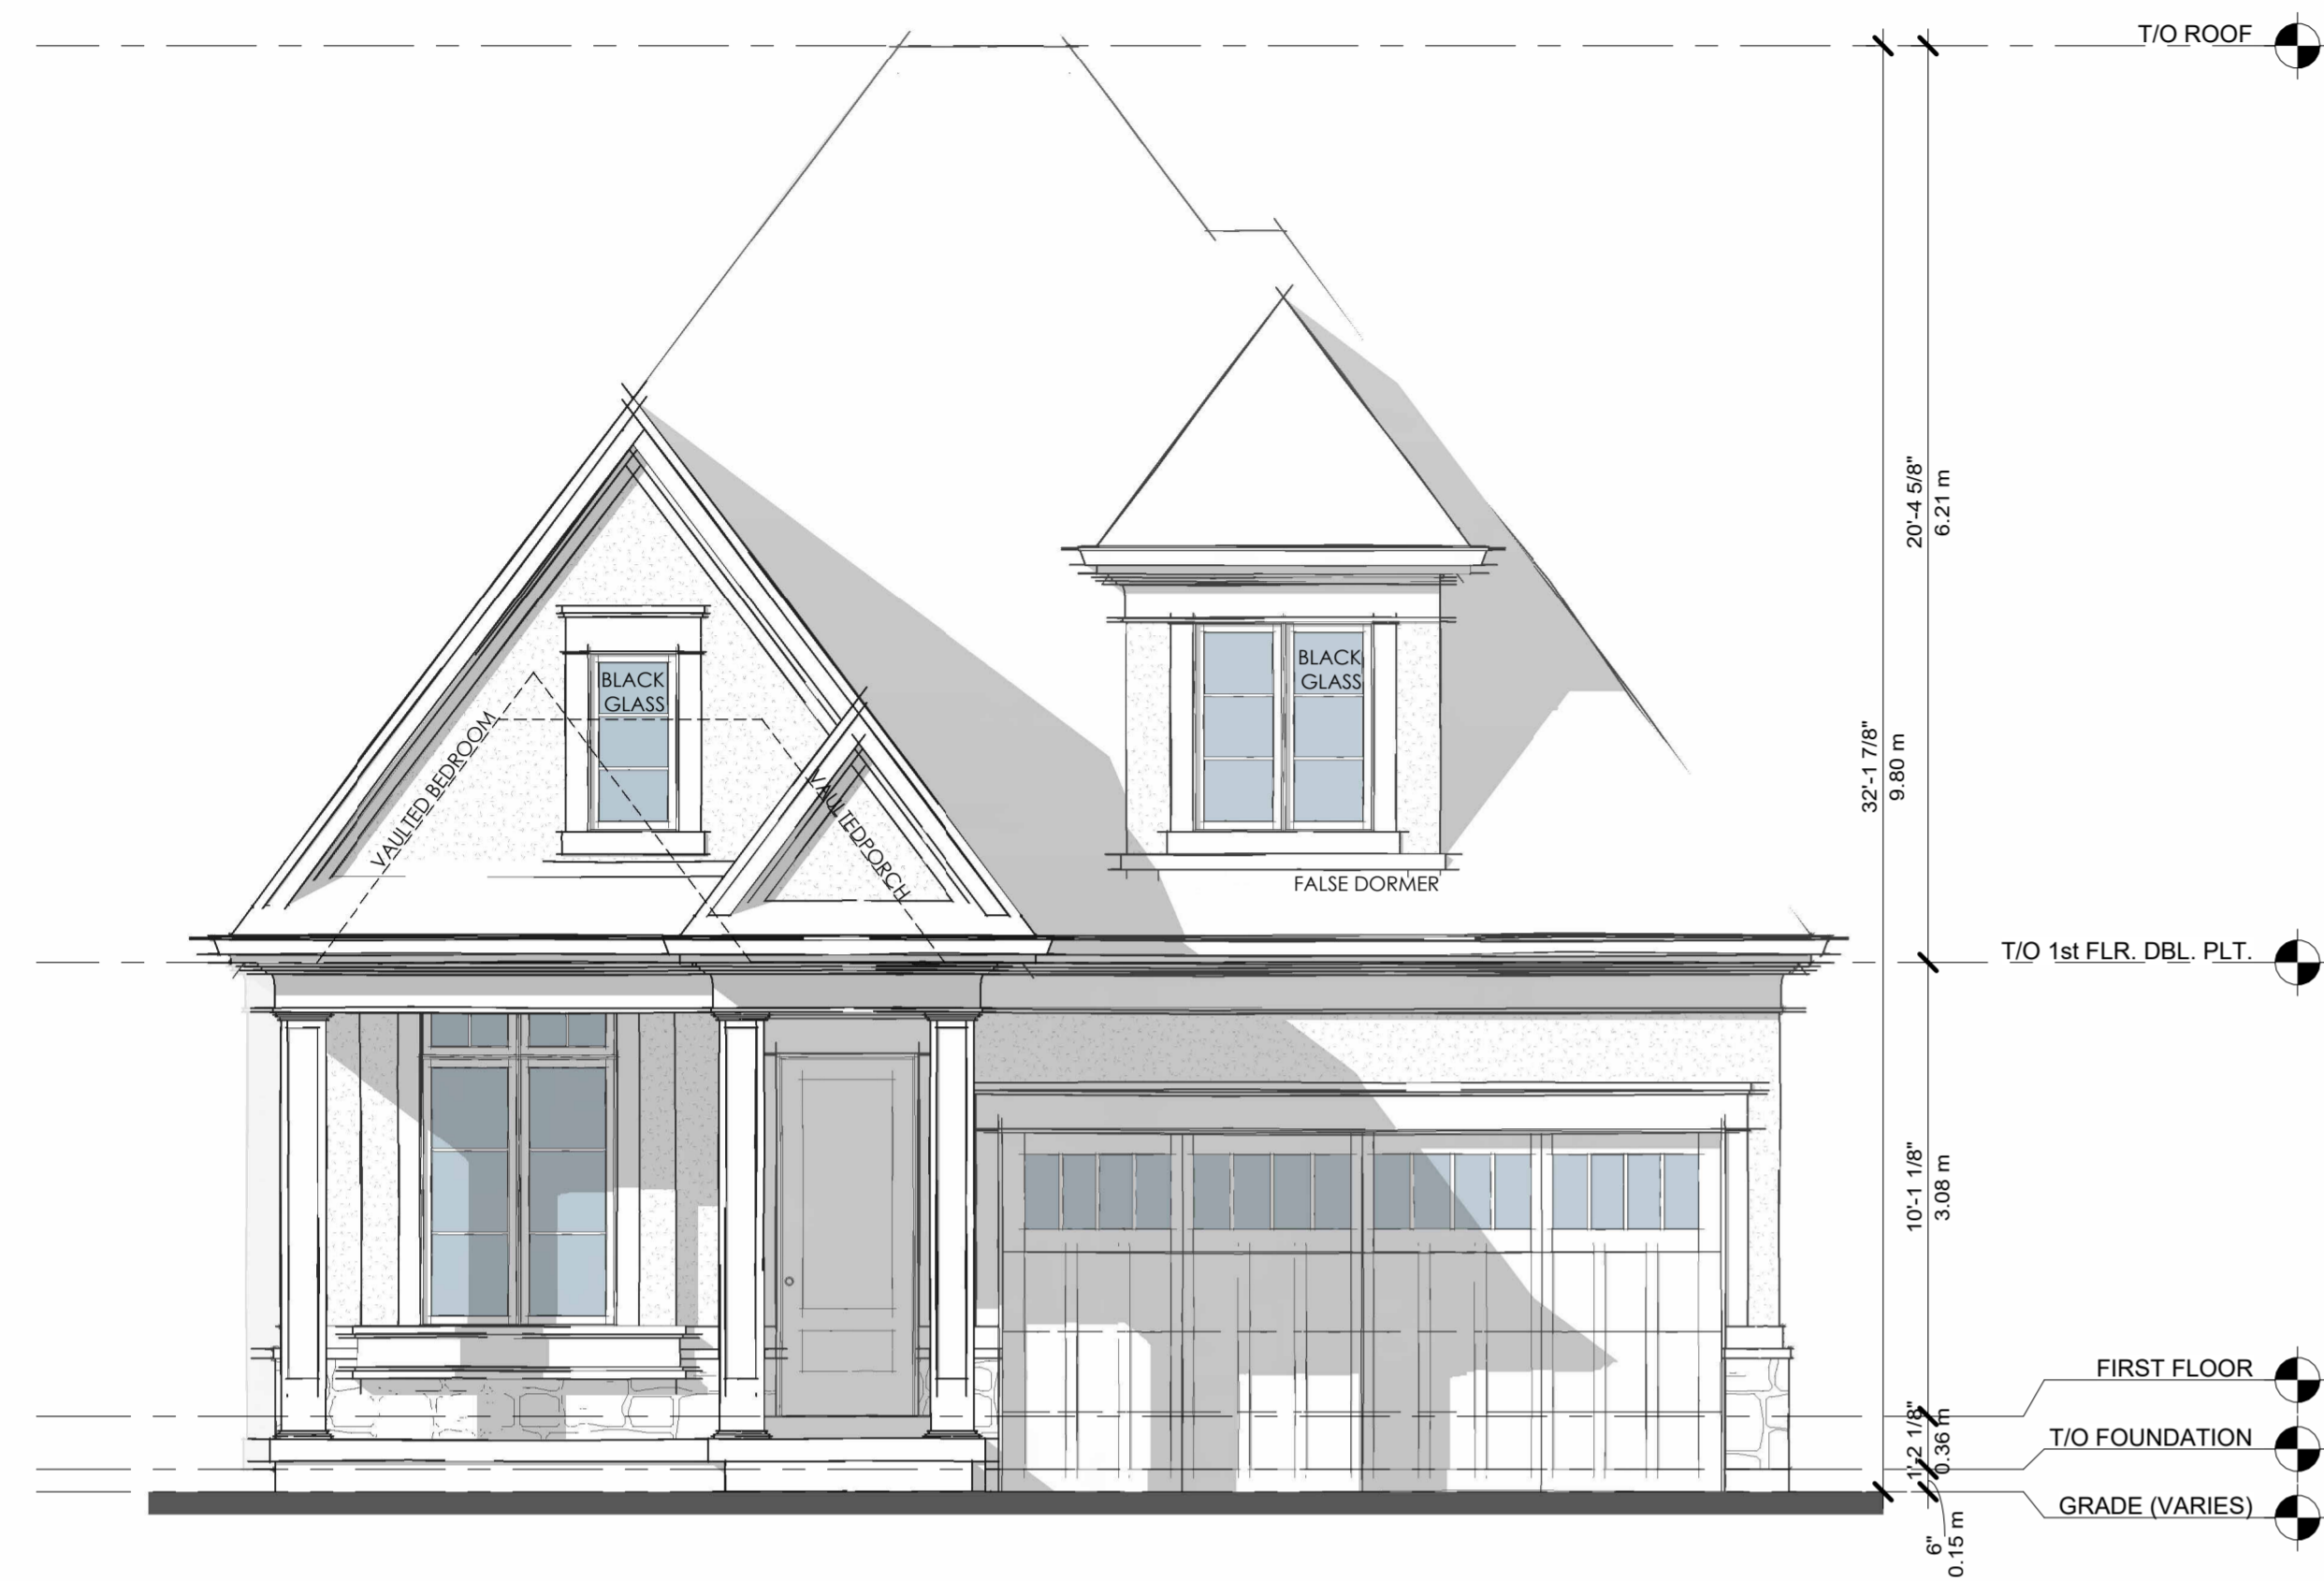 T/O ROOF
20'-4 5/8"
6.21 m
BLACK
GLASS
BLACK
GLASS
VAULTED BEDROOM
32'-1 7/8"
9.80 m
VAULTEDPORCH
FALSE DORMER
T/O 1st FLR. DBL. PLT.
10'-1 1/8"
3.08 m
FIRST FLOOR
1'-2 1/8"
0.36 m
T/O FOUNDATION
GRADE (VARIES)
6"
0.15 m